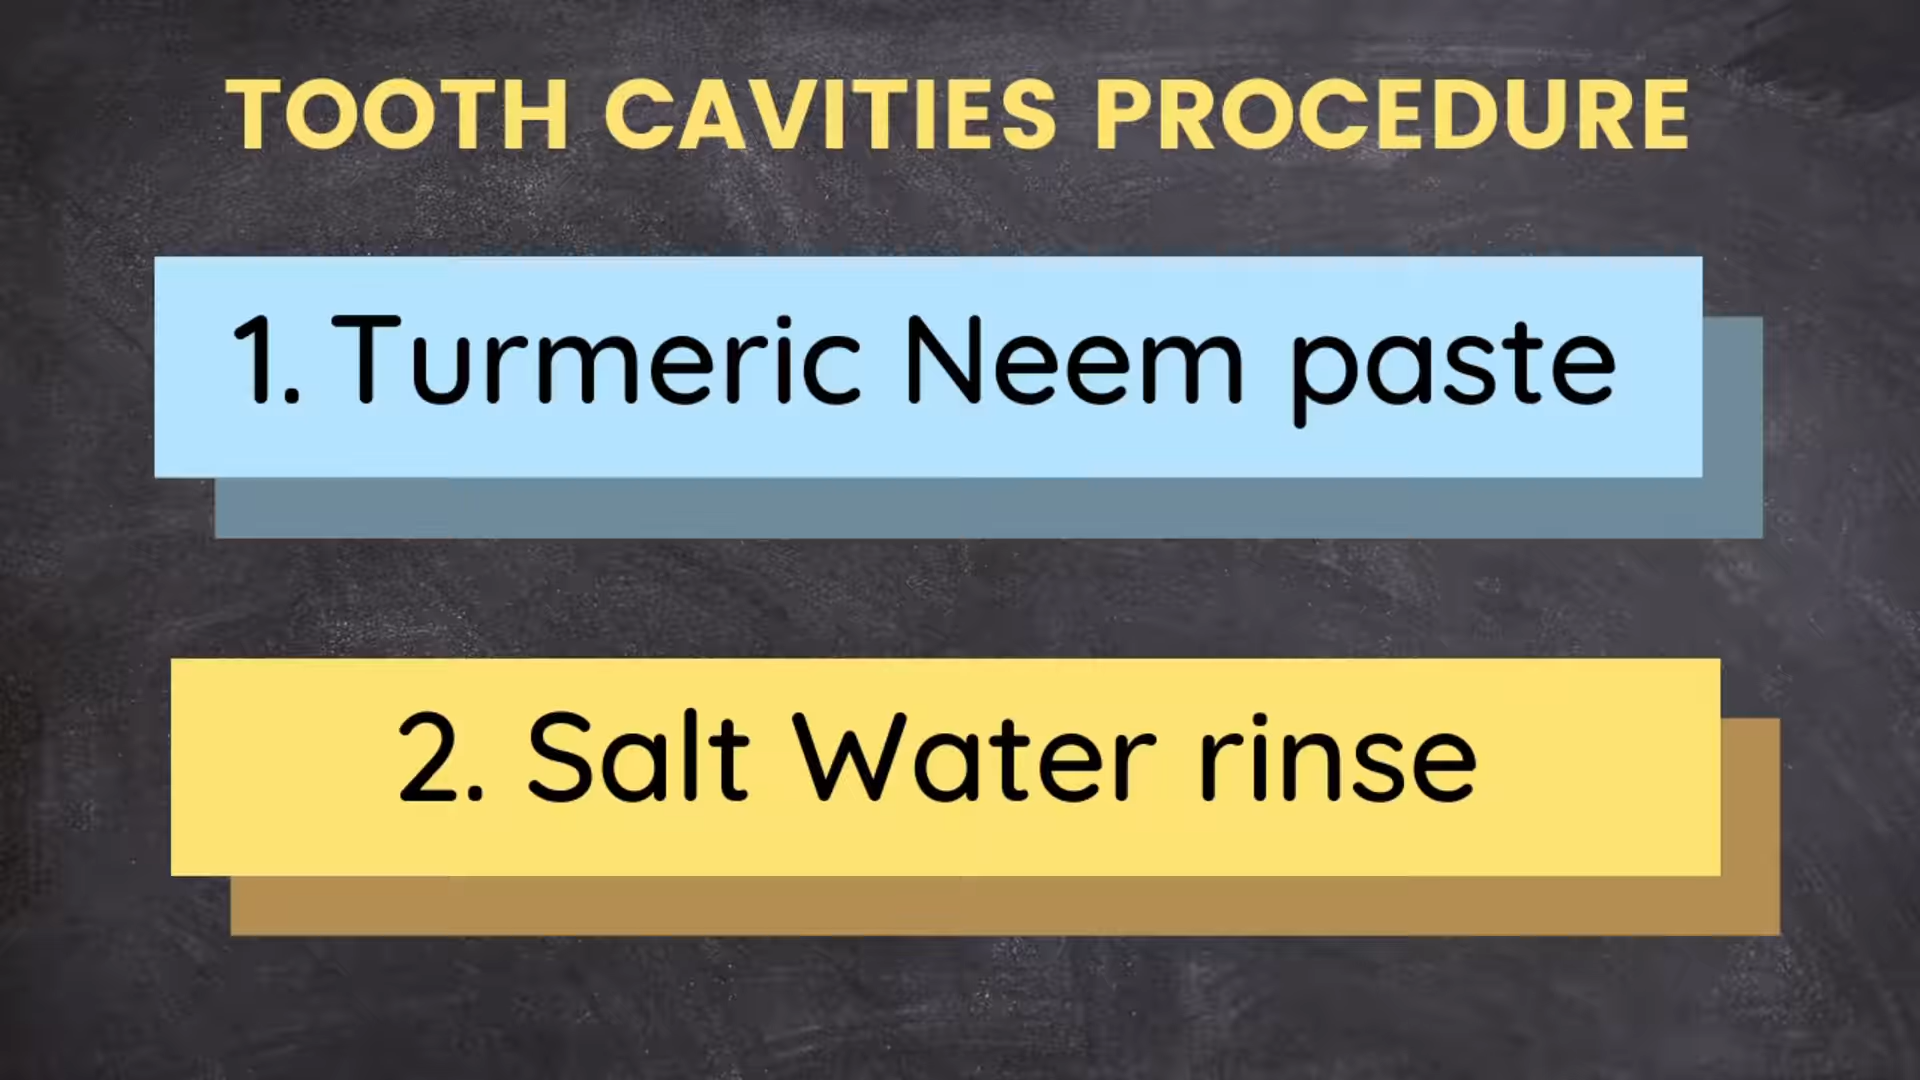 TOOTH CAVITIES PROCEDURE
1. Turmeric Neem paste
2. Salt Water rinse